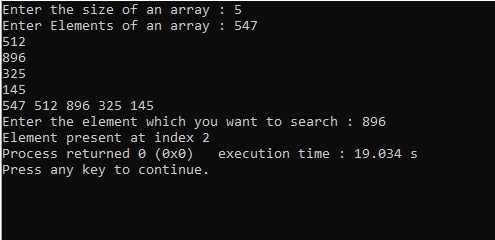 Enter the size of an array : 5
Enter Elements of an array : 547
512
896
325
145
547 512 896 325 145
Enter the element which you want to search : 896
Element present at index 2
Process returned 0 (0x0)   execution time : 19.034 s
Press any key to continue.